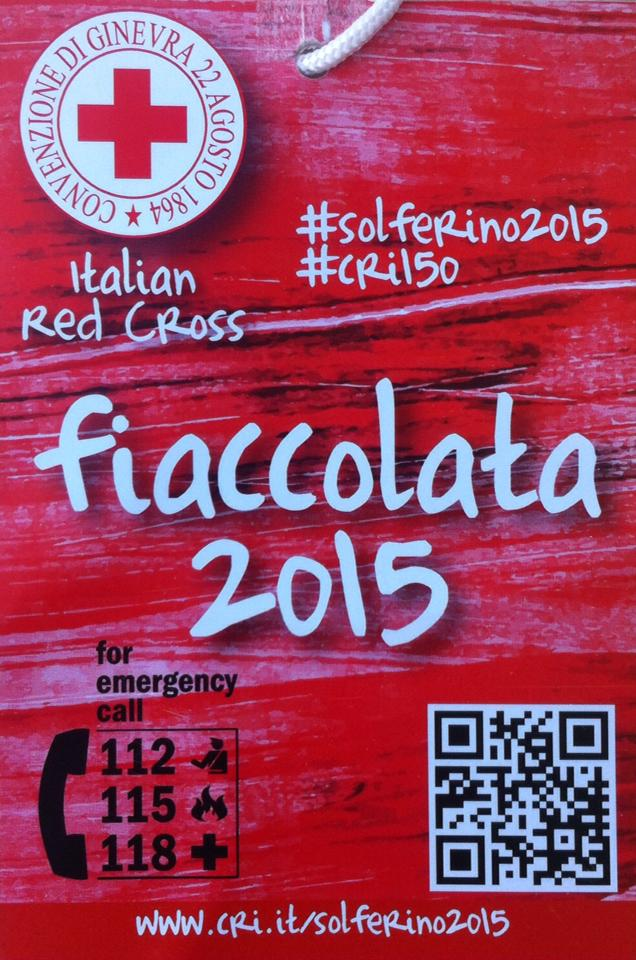 CONVENZIONE DI GINEVRA 22 AGOSTO 1864
Italian
Red Cross
#solferino2015
#cri150
fiaccolata
2015
for
emergency
call
112
115
118
www.cri.it/solferino2015